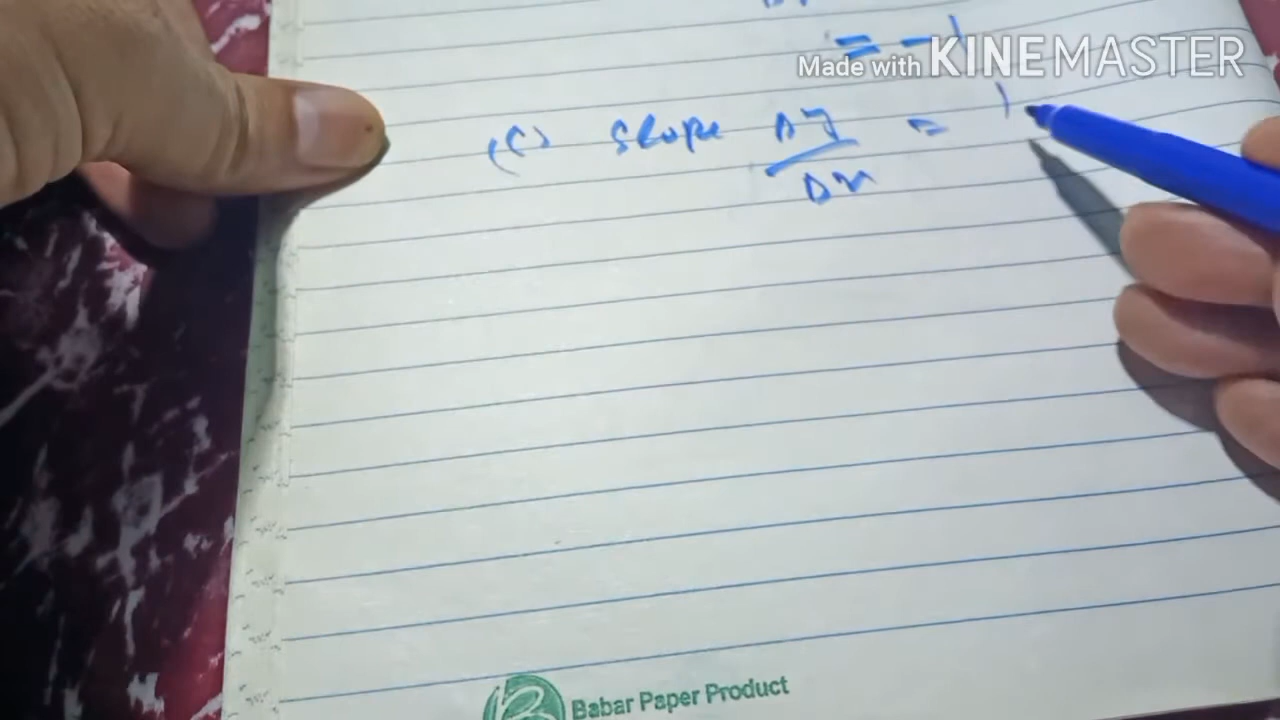 = -1
Made with KINEMASTER
(c) slope Δy/Δx = 1
Babar Paper Product